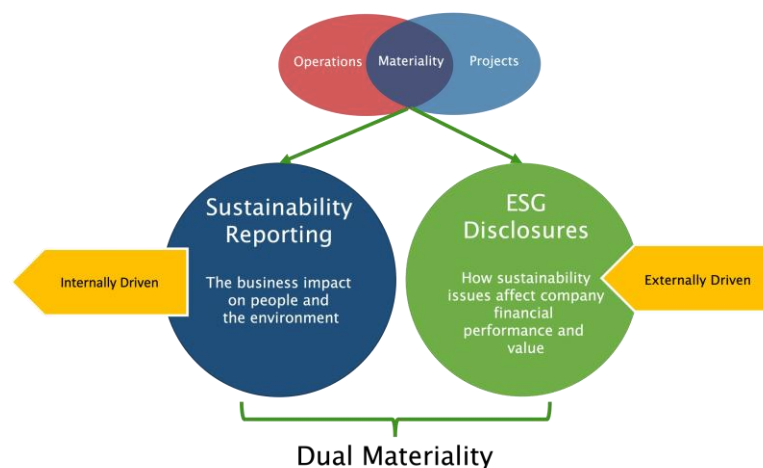 Operations
Materiality
Projects
Sustainability
Reporting
The business impact
on people and
the environment
ESG
Disclosures
How sustainability
issues affect company
financial
performance and
value
Internally Driven
Externally Driven
Dual Materiality